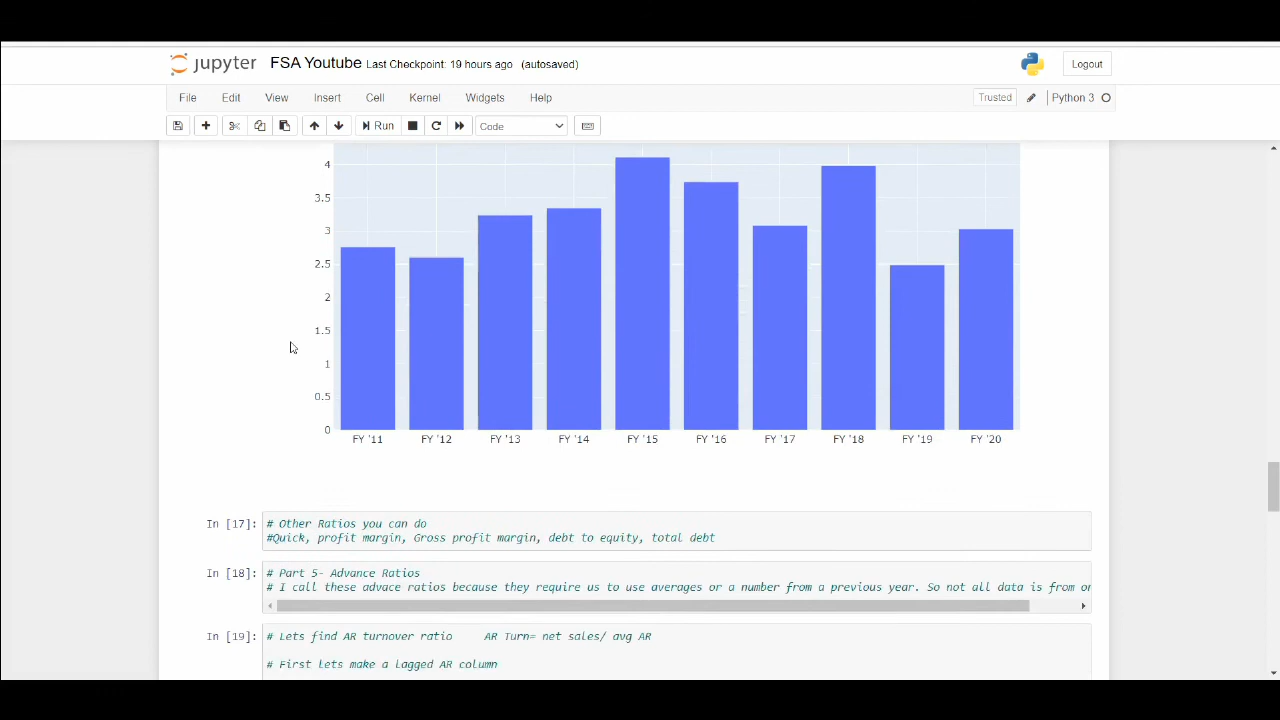 jupyter FSA Youtube Last Checkpoint: 19 hours ago (autosaved) Logout
File Edit View Insert Cell Kernel Widgets Help Trusted Python 3
Run Code
4
3.5
3
2.5
2
1.5
1
0.5
0
FY '11 FY '12 FY '13 FY '14 FY '15 FY '16 FY '17 FY '18 FY '19 FY '20
In [17]: # Other Ratios you can do
#Quick, profit margin, Gross profit margin, debt to equity, total debt
In [18]: # Part 5- Advance Ratios
# I call these advace ratios because they require us to use averages or a number from a previous year. So not all data is from
In [19]: # Lets find AR turnover ratio AR Turn= net sales/ avg AR
# First lets make a lagged AR column